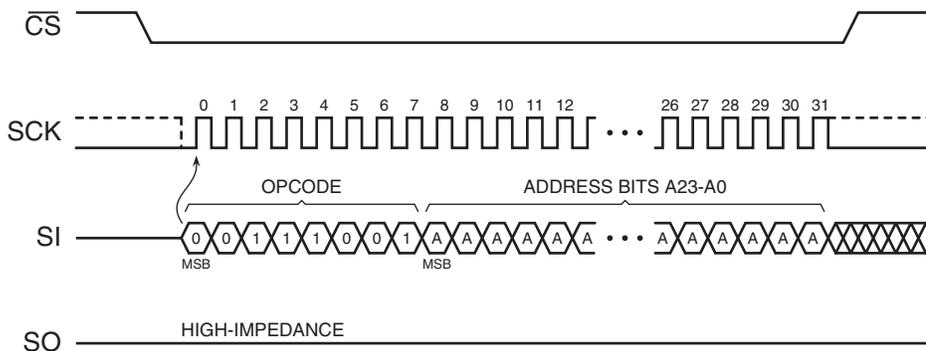 CS
0 1 2 3 4 5 6 7 8 9 10 11 12 26 27 28 29 30 31
SCK
OPCODE ADDRESS BITS A23-A0
SI 0 0 1 1 1 0 0 1 A A A A A A A A A A A A
MSB MSB
HIGH-IMPEDANCE
SO